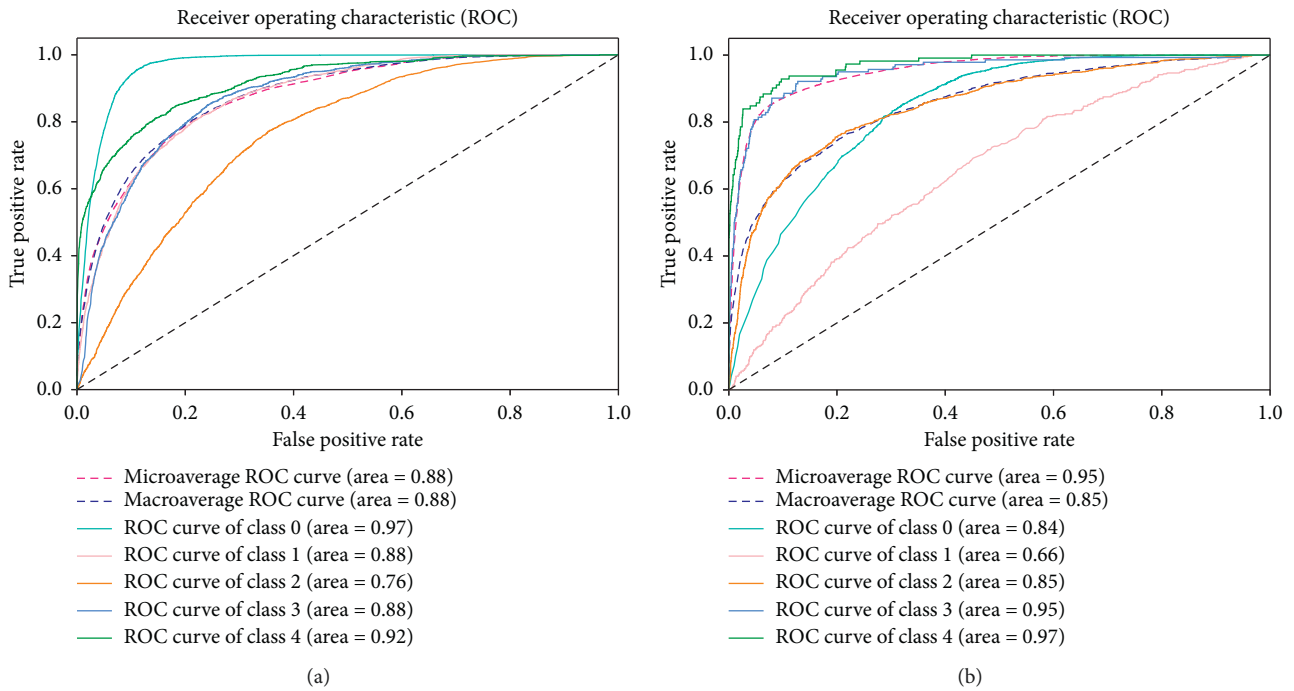 Receiver operating characteristic (ROC)
1.0
0.8
0.6
0.4
0.2
0.0
True positive rate
0.0 0.2 0.4 0.6 0.8 1.0
False positive rate
Microaverage ROC curve (area = 0.88)
Macroaverage ROC curve (area = 0.88)
ROC curve of class 0 (area = 0.97)
ROC curve of class 1 (area = 0.88)
ROC curve of class 2 (area = 0.76)
ROC curve of class 3 (area = 0.88)
ROC curve of class 4 (area = 0.92)
(a)
Receiver operating characteristic (ROC)
1.0
0.8
0.6
0.4
0.2
0.0
True positive rate
0.0 0.2 0.4 0.6 0.8 1.0
False positive rate
Microaverage ROC curve (area = 0.95)
Macroaverage ROC curve (area = 0.85)
ROC curve of class 0 (area = 0.84)
ROC curve of class 1 (area = 0.66)
ROC curve of class 2 (area = 0.85)
ROC curve of class 3 (area = 0.95)
ROC curve of class 4 (area = 0.97)
(b)